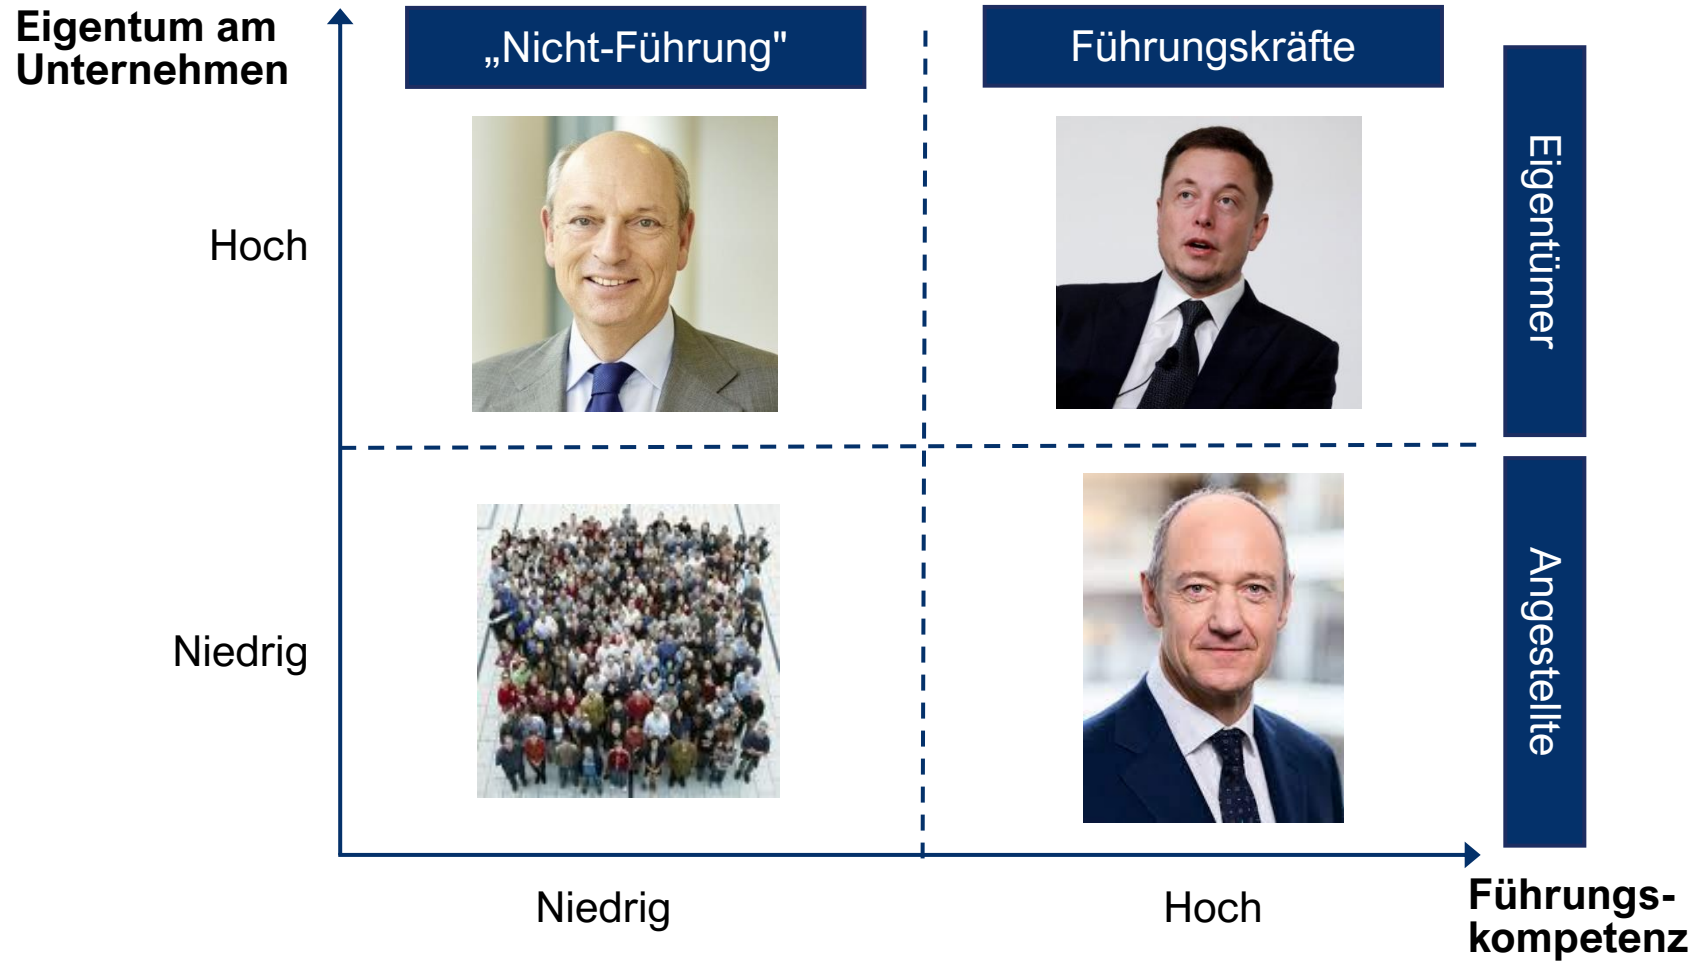 Eigentum am
Unternehmen
„Nicht-Führung"
Führungskräfte
Hoch
Eigentümer
Niedrig
Angestellte
Niedrig
Hoch
Führungs-
kompetenz